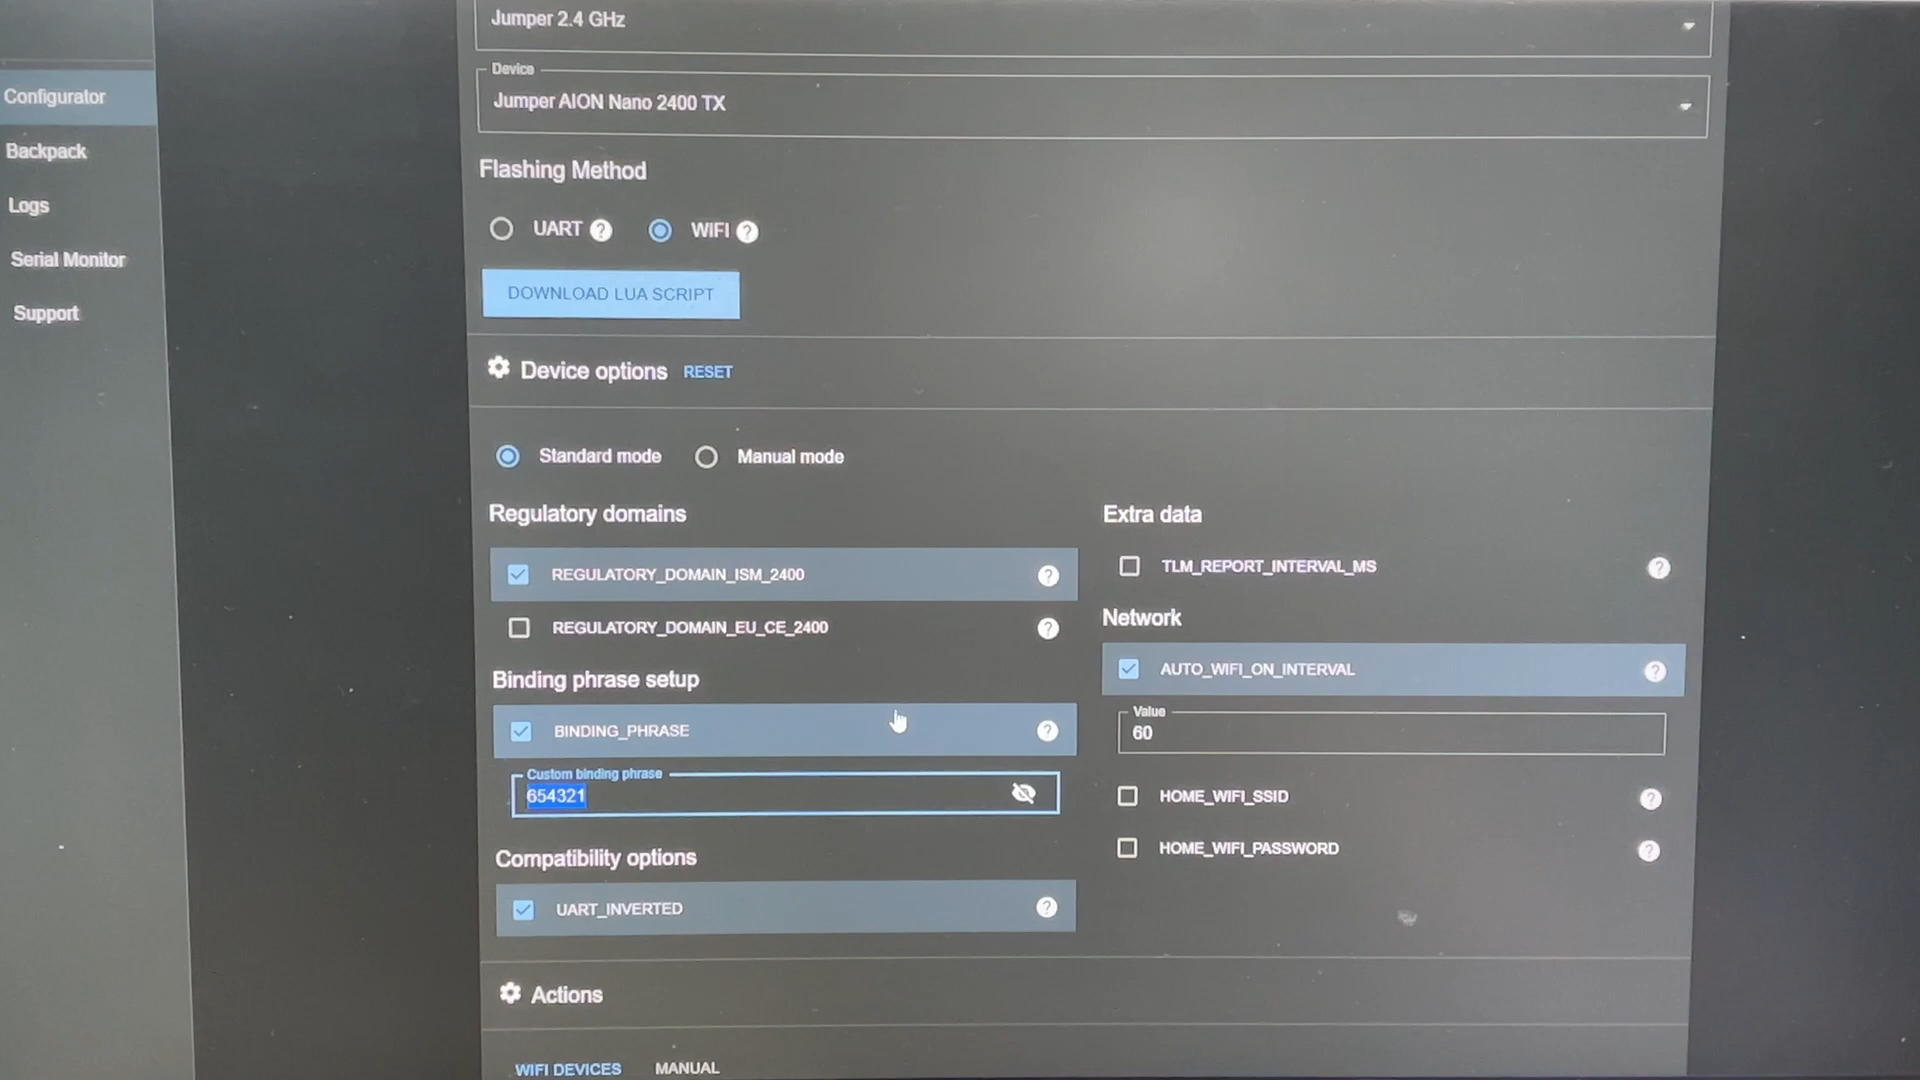 Jumper 2.4 GHz
Device
Jumper AION Nano 2400 TX
Configurator
Backpack
Logs
Serial Monitor
Support
Flashing Method
UART ? WIFI ?
DOWNLOAD LUA SCRIPT
Device options RESET
Standard mode Manual mode
Regulatory domains
REGULATORY_DOMAIN_ISM_2400 ?
REGULATORY_DOMAIN_EU_CE_2400 ?
Binding phrase setup
BINDING_PHRASE ?
Custom binding phrase
654321
Compatibility options
UART_INVERTED ?
Extra data
TLM_REPORT_INTERVAL_MS ?
Network
AUTO_WIFI_ON_INTERVAL ?
Value
60
HOME_WIFI_SSID ?
HOME_WIFI_PASSWORD ?
Actions
WIFI DEVICES MANUAL